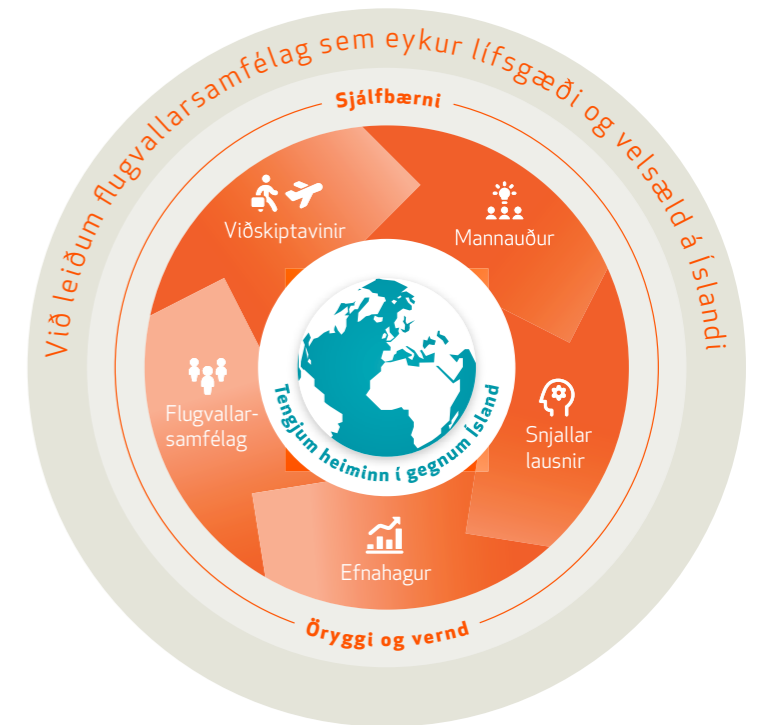 Við leiðum flugvallarsamfélag sem eykur lífsgæði og velsæld á Íslandi
Sjálfbærni
Viðskiptavinir
Mannauður
Flugvallar-
samfélag
Snjallar
lausnir
Tengjum heiminn í gegnum Ísland
Efnahagur
Öryggi og vernd